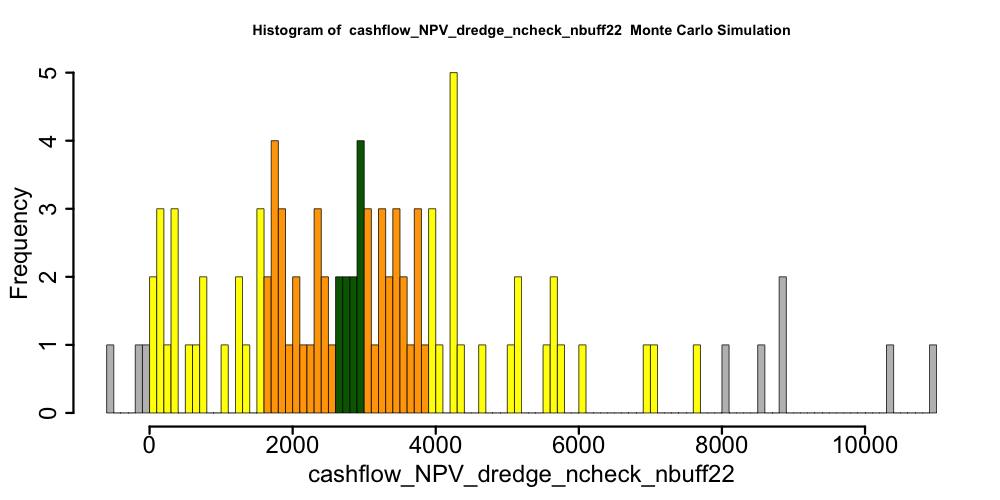 Histogram of  cashflow_NPV_dredge_ncheck_nbuff22  Monte Carlo Simulation
Frequency
5
4
3
2
1
0
0 2000 4000 6000 8000 10000
cashflow_NPV_dredge_ncheck_nbuff22